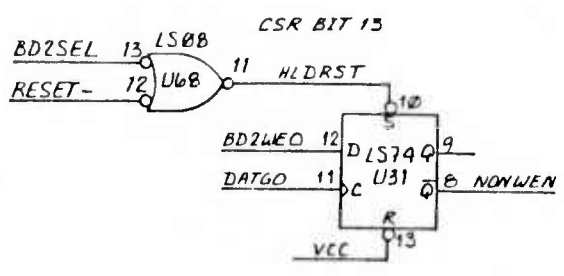 CSR BIT 13
LS08
BD2SEL 13
U68
11
HLDRST
RESET- 12
10
S
BD2WEO 12 D LS74 Q 9
U31
DATGO 11 C Q 8 NONWEN
R
13
VCC